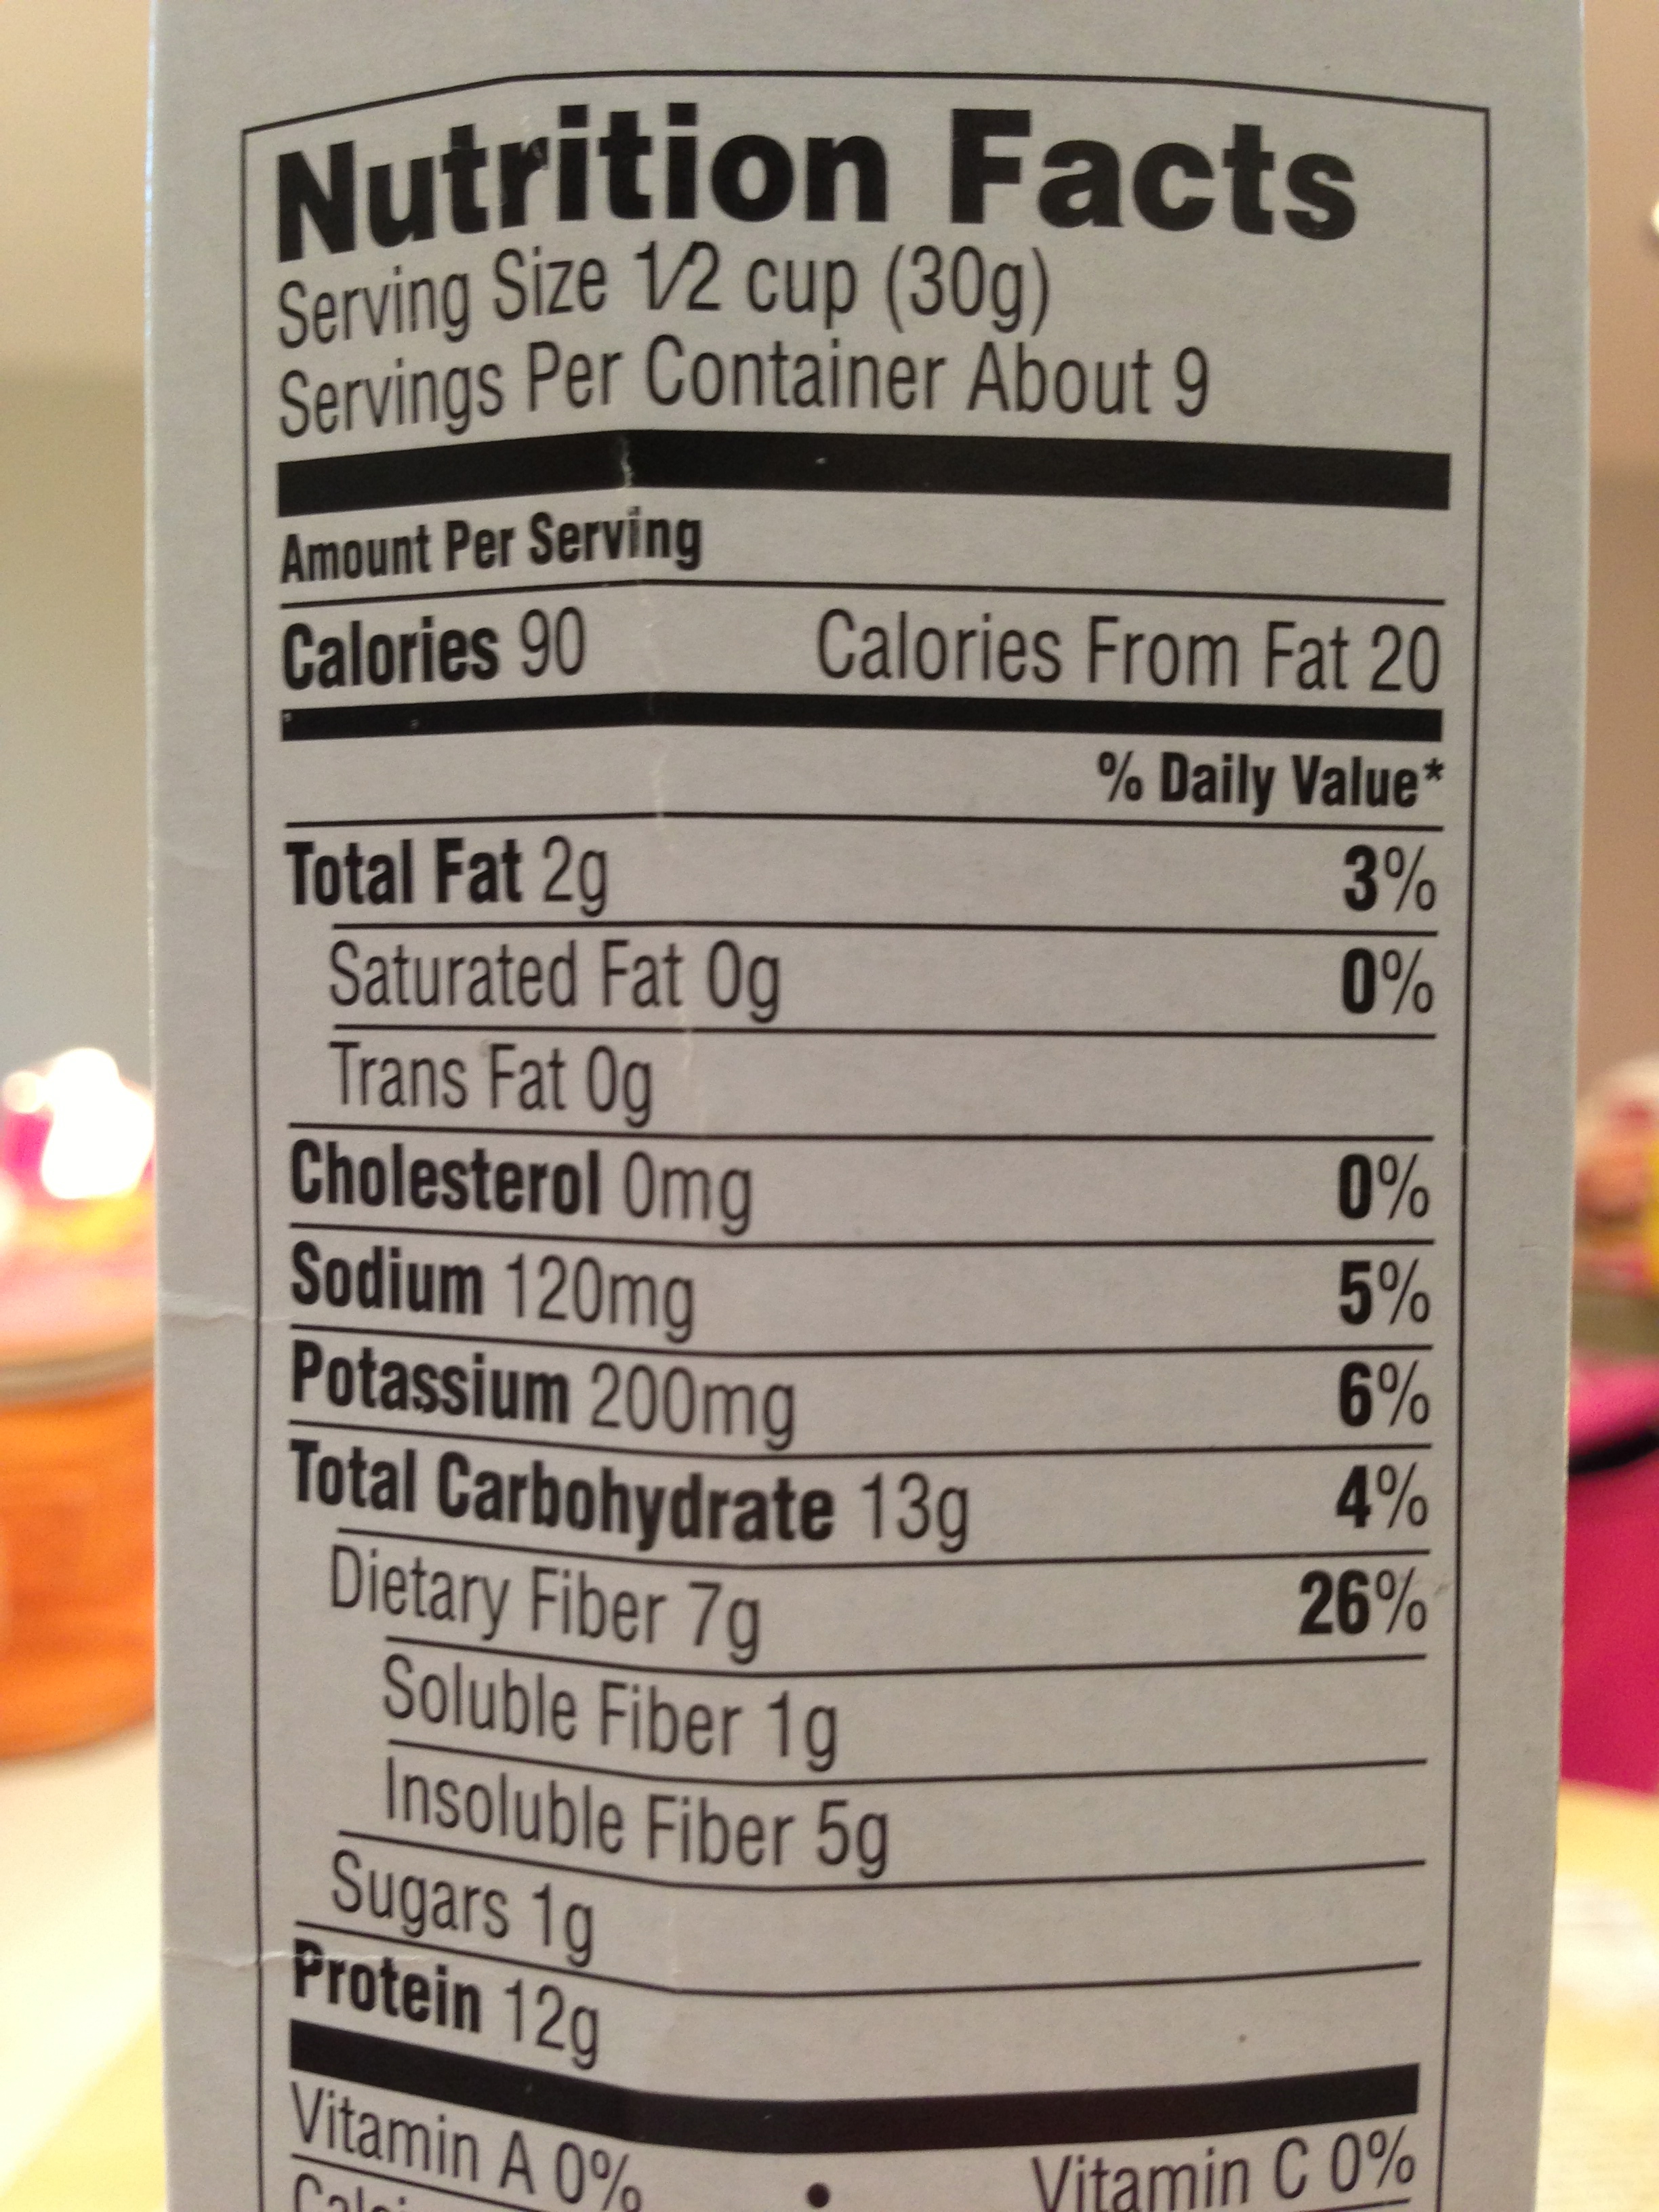 Nutrition Facts
Serving Size 1/2 cup (30g)
Servings Per Container About 9
Amount Per Serving
Calories 90 Calories From Fat 20
% Daily Value*
Total Fat 2g 3%
Saturated Fat 0g 0%
Trans Fat 0g
Cholesterol 0mg 0%
Sodium 120mg 5%
Potassium 200mg 6%
Total Carbohydrate 13g 4%
Dietary Fiber 7g 26%
Soluble Fiber 1g
Insoluble Fiber 5g
Sugars 1g
Protein 12g
Vitamin A 0% • Vitamin C 0%